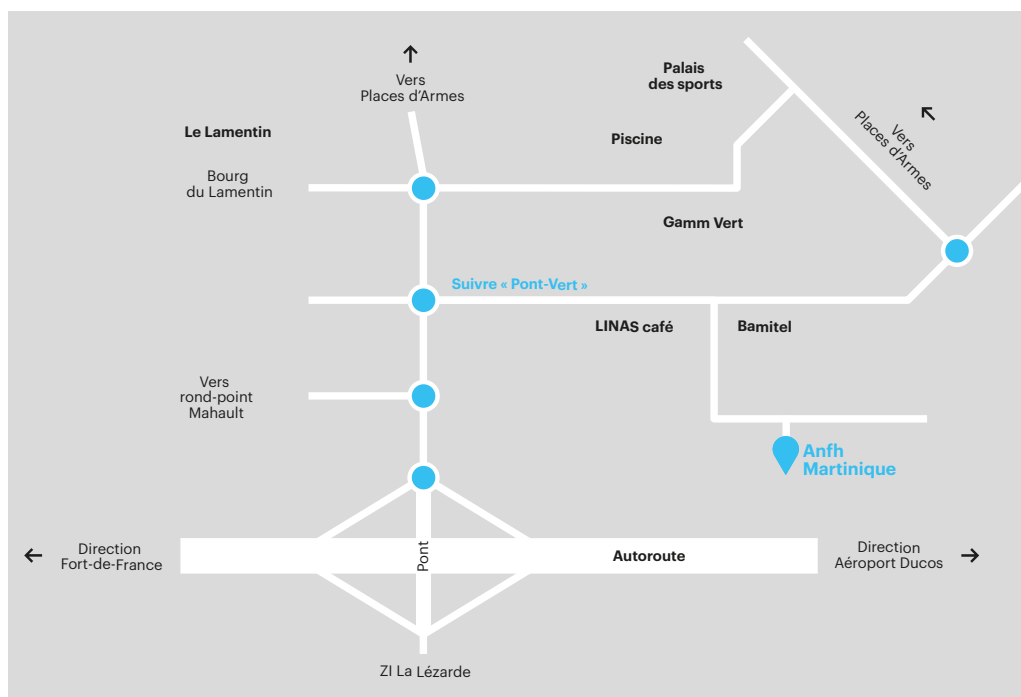 Vers
Places d’Armes
Palais
des sports
Le Lamentin
Piscine
Vers
Places d’Armes
Bourg
du Lamentin
Gamm Vert
Suivre « Pont-Vert »
LINAS café
Bamitel
Vers
rond-point
Mahault
Anfh
Martinique
Direction
Fort-de-France
Pont
Autoroute
Direction
Aéroport Ducos
ZI La Lézarde